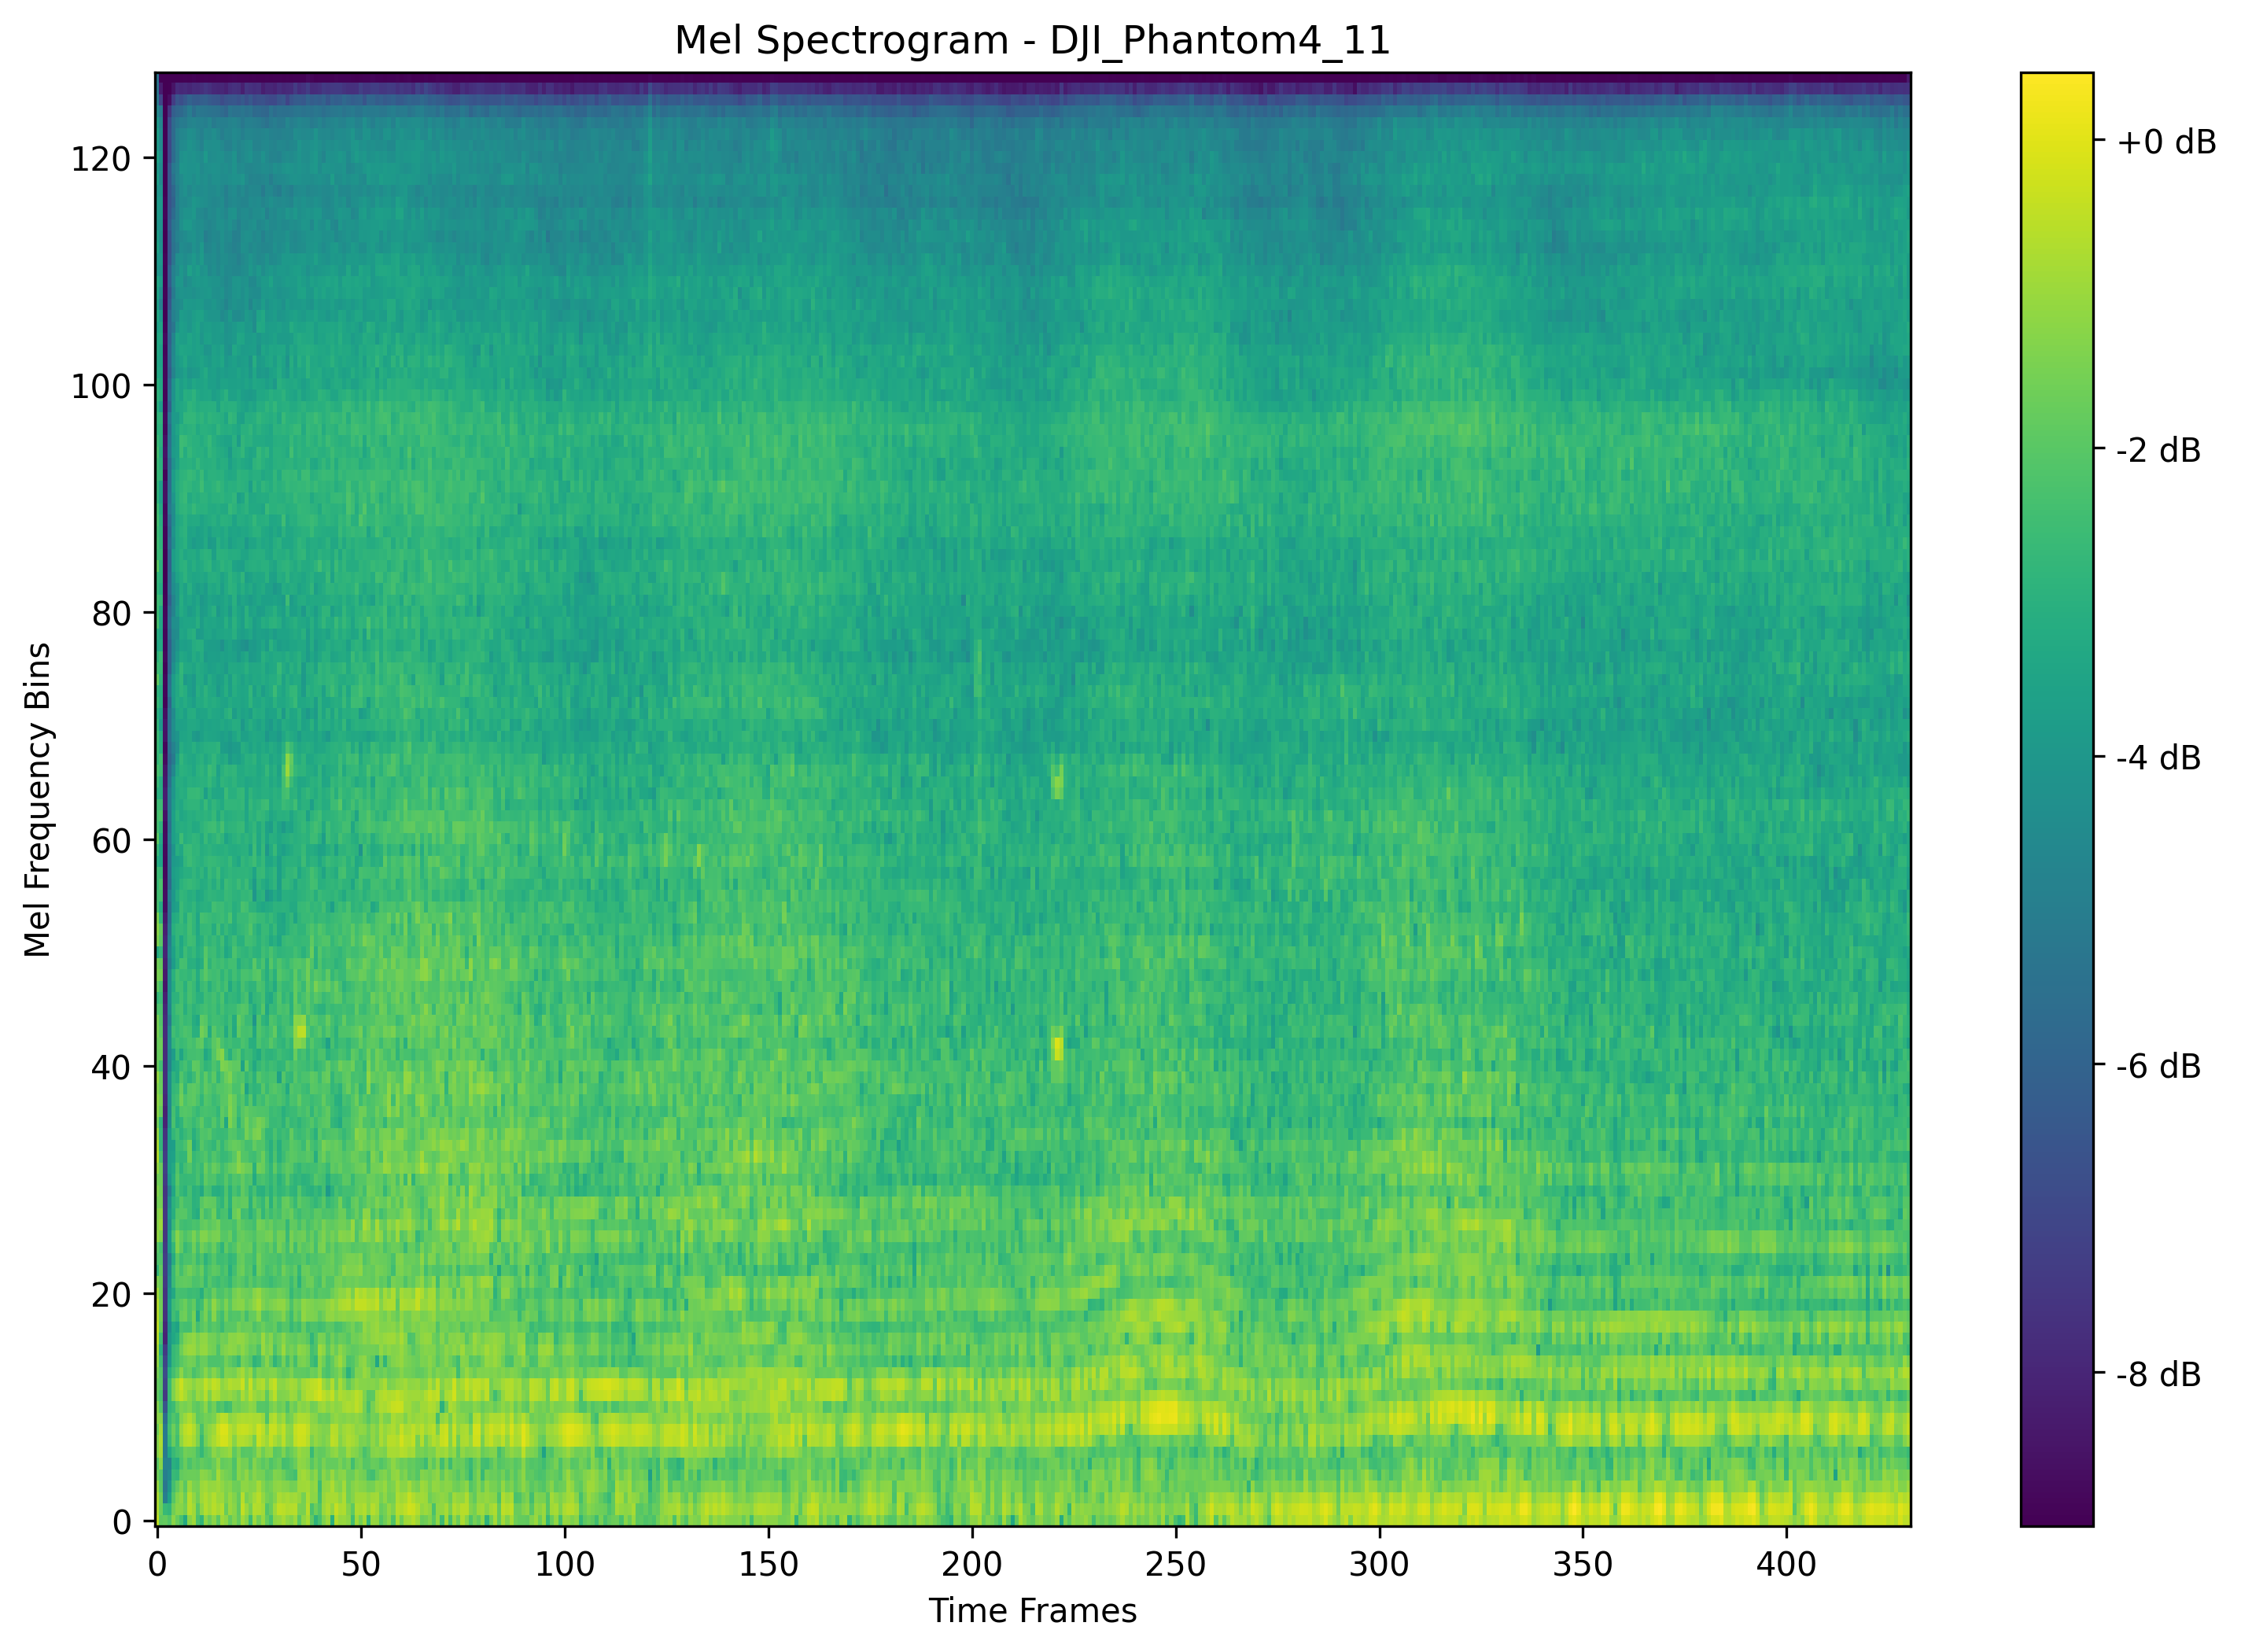 Mel Spectrogram - DJI_Phantom4_11
Mel Frequency Bins
120
100
80
60
40
20
0
0 50 100 150 200 250 300 350 400
Time Frames
+0 dB
-2 dB
-4 dB
-6 dB
-8 dB